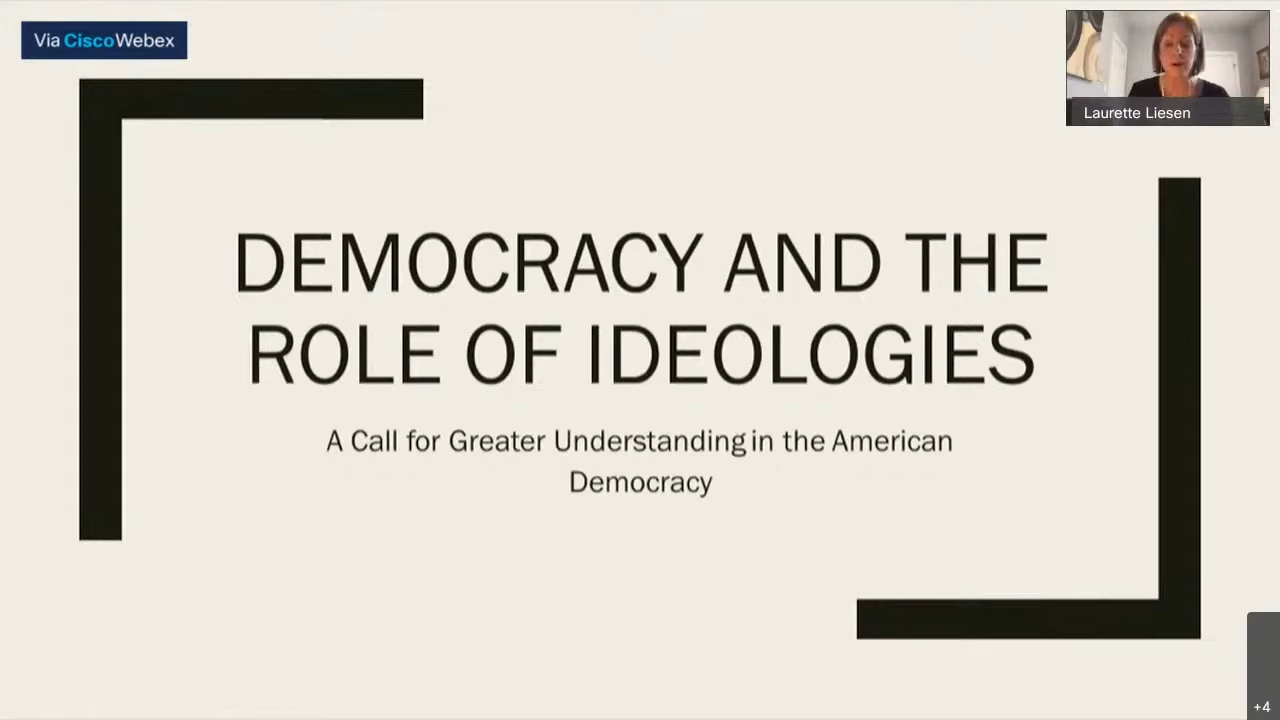 Via CiscoWebex
Laurette Liesen
DEMOCRACY AND THE
ROLE OF IDEOLOGIES
A Call for Greater Understanding in the American
Democracy
+4